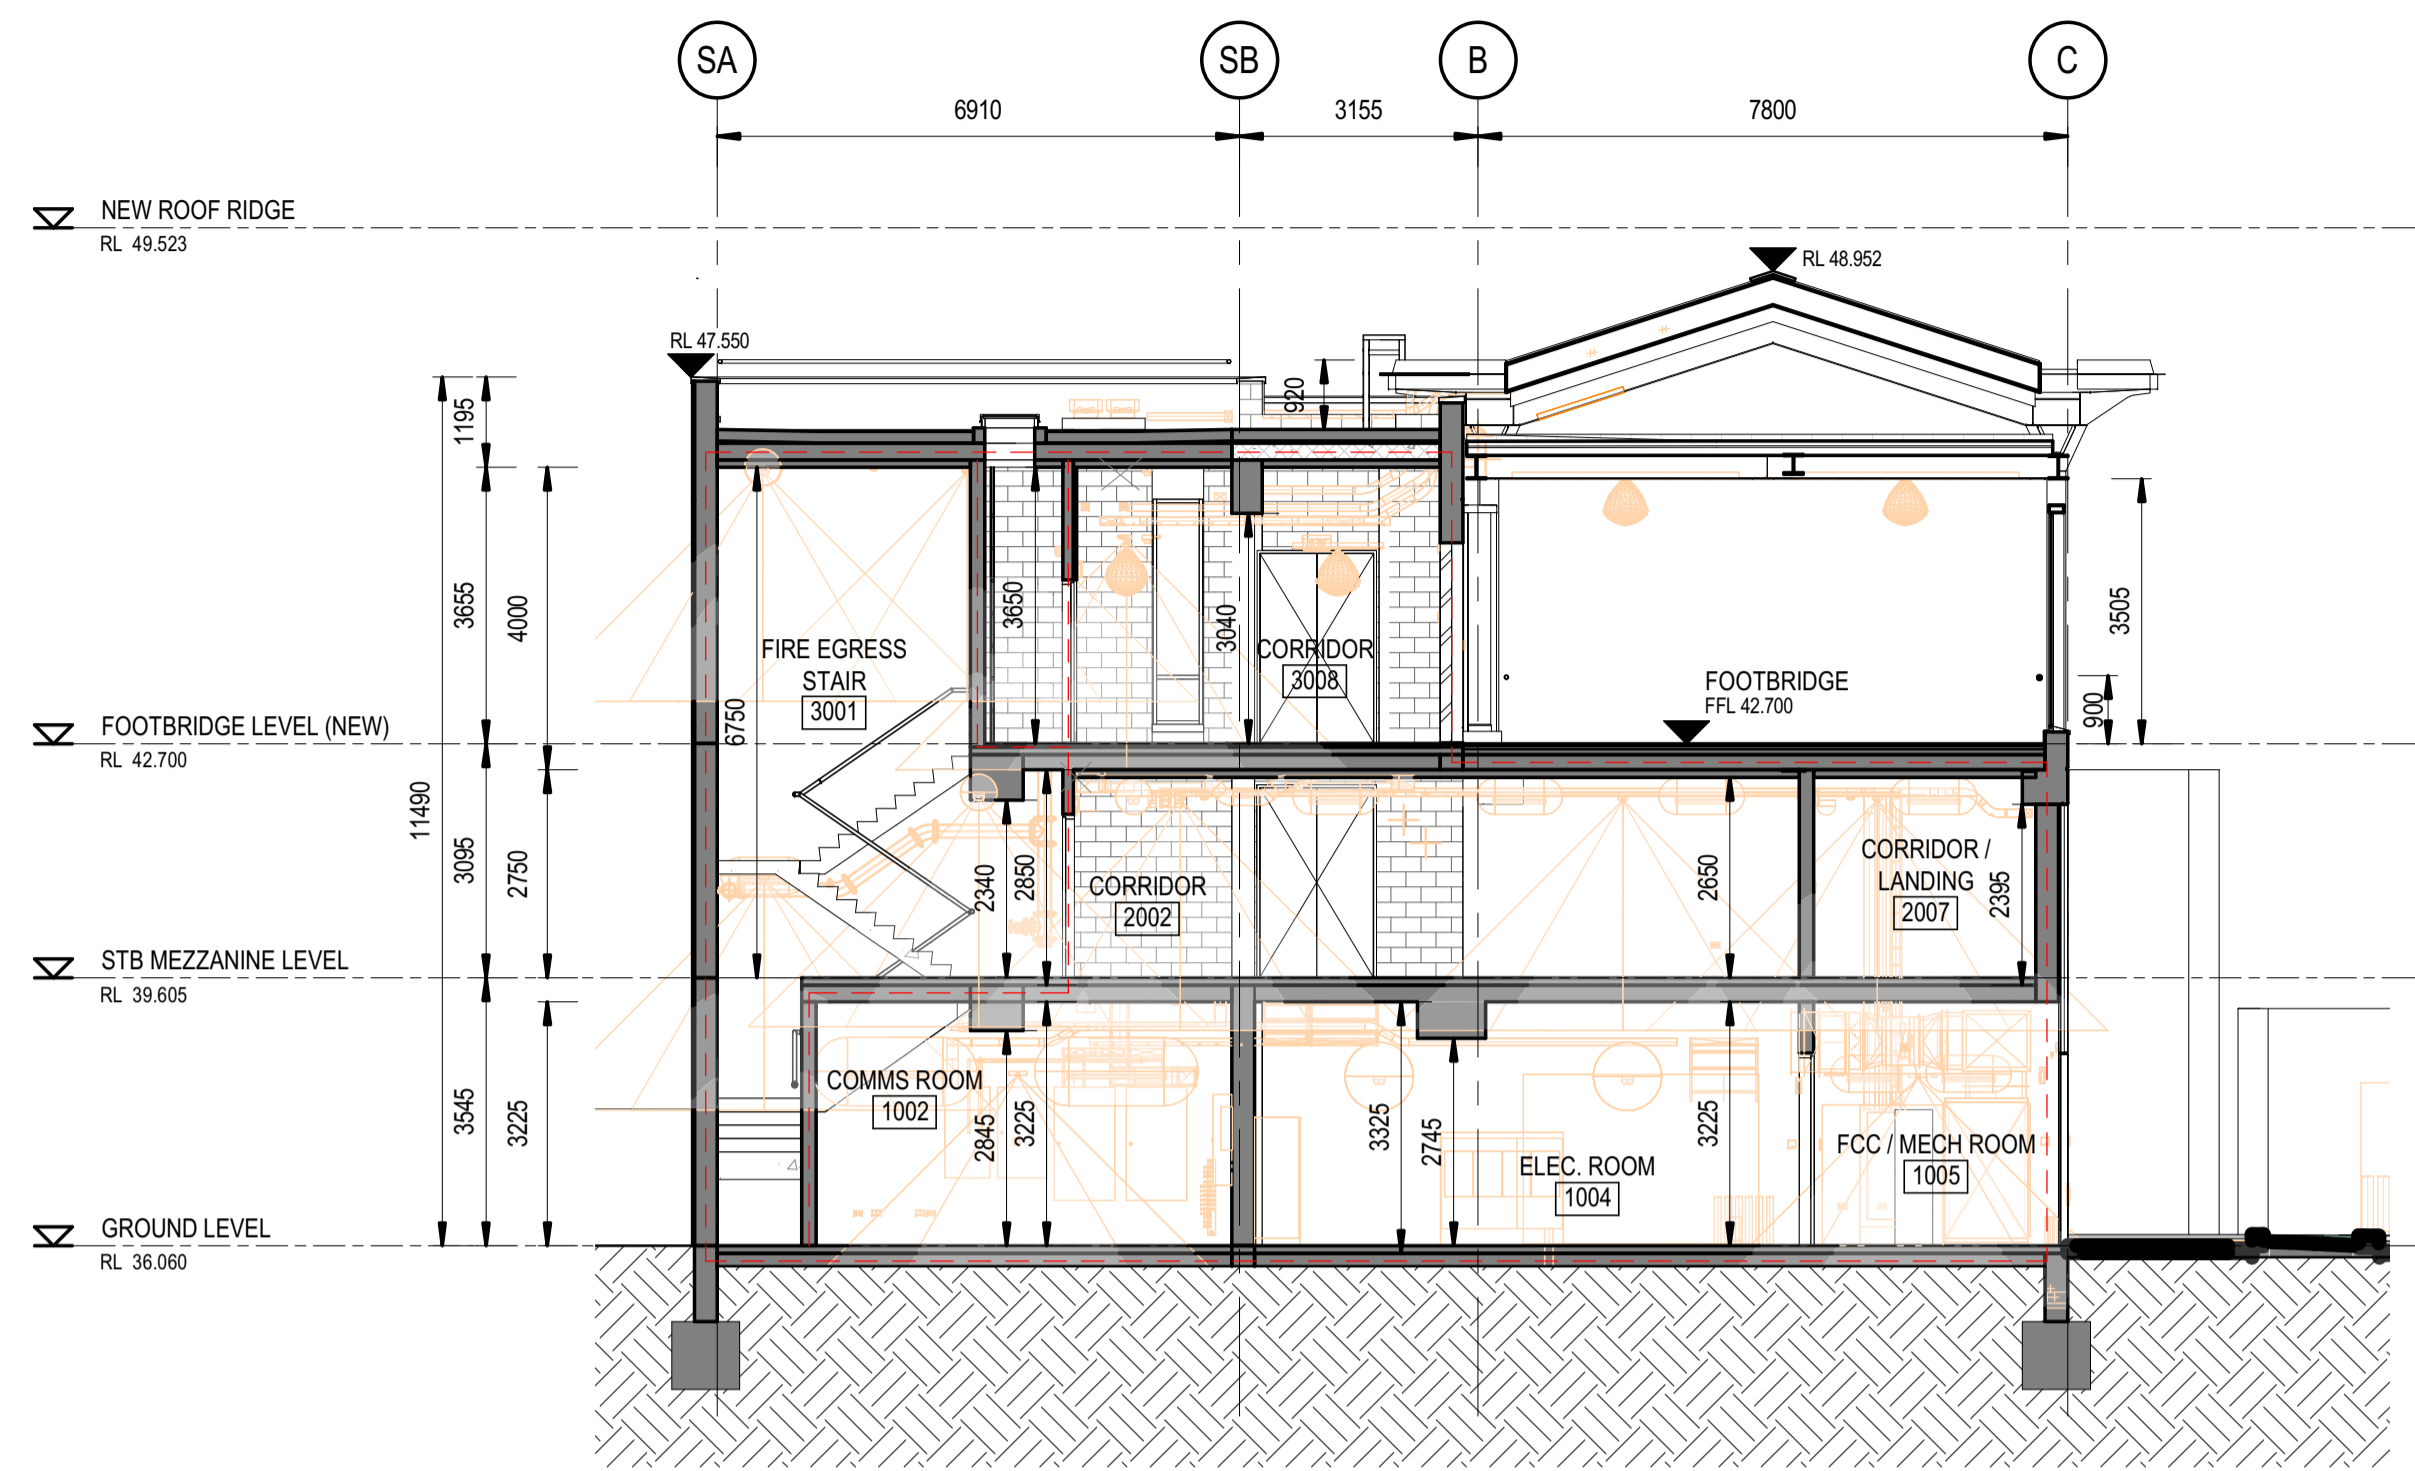 SA
SB
B
C
6910
3155
7800
NEW ROOF RIDGE
RL 49.523
RL 48.952
RL 47.550
920
1195
3655
4000
3650
3040
3505
FIRE EGRESS
STAIR
3001
CORRIDOR
3008
FOOTBRIDGE
FFL 42.700
900
6750
FOOTBRIDGE LEVEL (NEW)
RL 42.700
11490
3095
2750
2340
2850
CORRIDOR
2002
2650
CORRIDOR /
LANDING
2007
2395
STB MEZZANINE LEVEL
RL 39.605
3545
3225
COMMS ROOM
1002
2845
3225
3325
2745
ELEC. ROOM
1004
3225
FCC / MECH ROOM
1005
GROUND LEVEL
RL 36.060